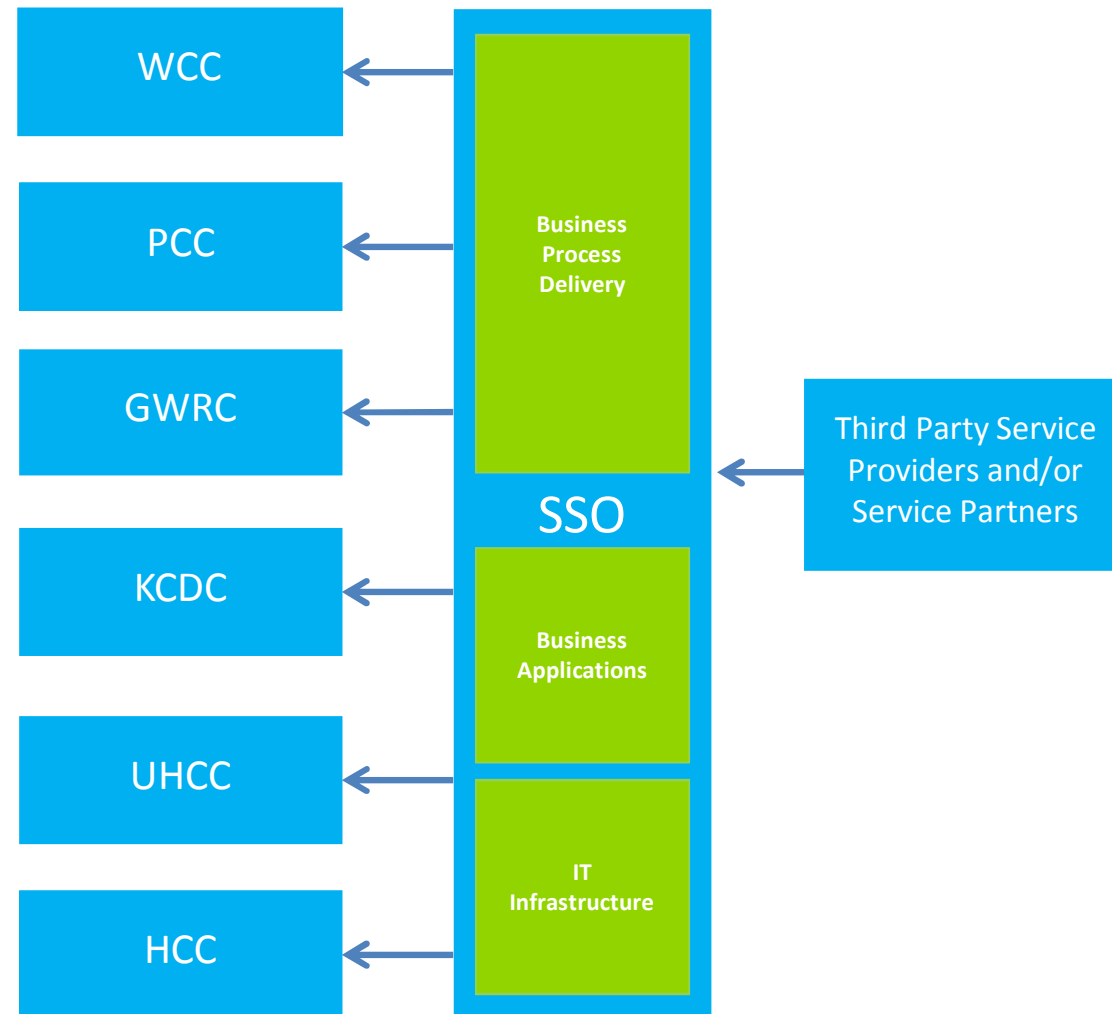 WCC
PCC
GWRC
KCDC
UHCC
HCC
Business
Process
Delivery
SSO
Business
Applications
IT
Infrastructure
Third Party Service
Providers and/or
Service Partners